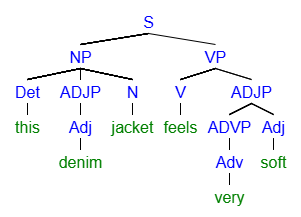 S
NP VP
Det ADJP N V ADJP
this Adj jacket feels ADVP Adj
denim Adv soft
very